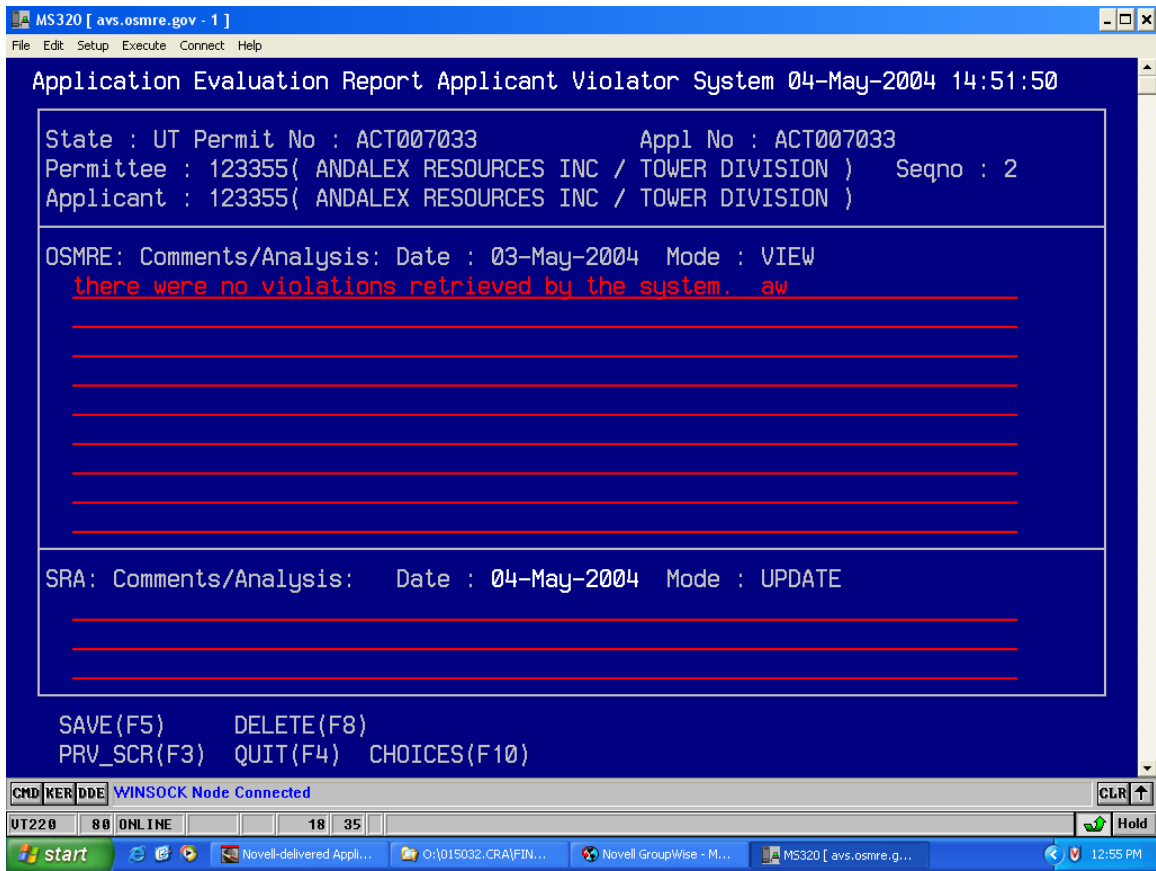 MS320 [ avs.osmre.gov - 1 ]
File Edit Setup Execute Connect Help
Application Evaluation Report Applicant Violator System 04-May-2004 14:51:50
State : UT Permit No : ACT007033 Appl No : ACT007033
Permittee : 123355( ANDALEX RESOURCES INC / TOWER DIVISION ) Seqno : 2
Applicant : 123355( ANDALEX RESOURCES INC / TOWER DIVISION )
OSMRE: Comments/Analysis: Date : 03-May-2004 Mode : VIEW
there were no violations retrieved by the system. aw
SRA: Comments/Analysis: Date : 04-May-2004 Mode : UPDATE
SAVE(F5) DELETE(F8)
PRV_SCR(F3) QUIT(F4) CHOICES(F10)
CMD KER DDE WINSOCK Node Connected CLR
VT220 80 ONLINE 18 35 Hold
start Novell-delivered Appli... O:\015032.CRA\FIN... Novell GroupWise - M... MS320 [ avs.osmre.g... 12:55 PM